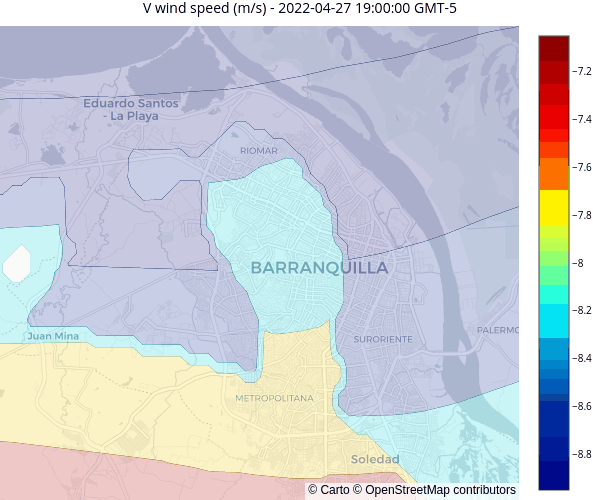 V wind speed (m/s) - 2022-04-27 19:00:00 GMT-5
Eduardo Santos
- La Playa
RIOMAR
BARRANQUILLA
Juan Mina
SURORIENTE
PALERMO
METROPOLITANA
Soledad
© Carto © OpenStreetMap contributors
−7.2
−7.4
−7.6
−7.8
−8
−8.2
−8.4
−8.6
−8.8